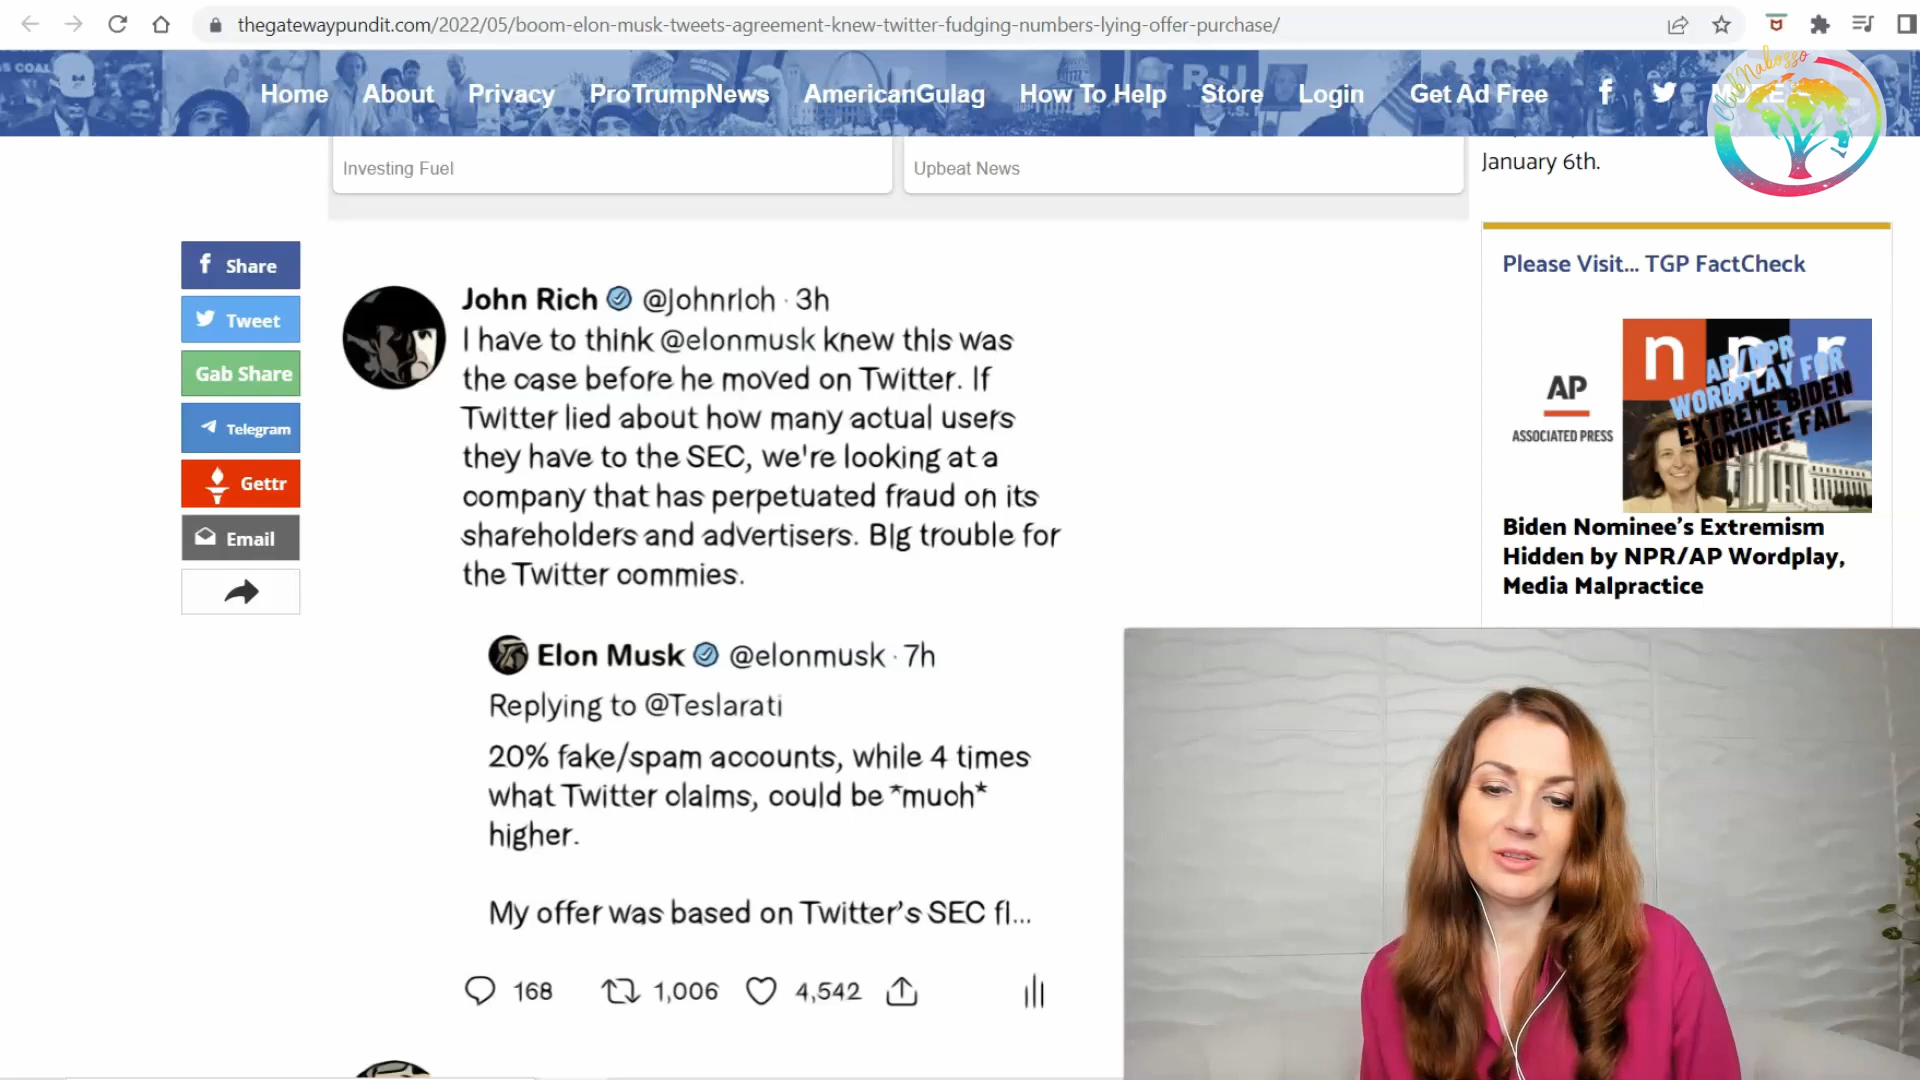 thegatewaypundit.com/2022/05/boom-elon-musk-tweets-agreement-knew-twitter-fudging-numbers-lying-offer-purchase/
Home About Privacy ProTrumpNews AmericanGulag How To Help Store Login Get Ad Free
Investing Fuel
Upbeat News
January 6th.
Share
Tweet
Gab Share
Telegram
Gettr
Email
John Rich @johnrich · 3h
I have to think @elonmusk knew this was
the case before he moved on Twitter. If
Twitter lied about how many actual users
they have to the SEC, we're looking at a
company that has perpetuated fraud on its
shareholders and advertisers. Big trouble for
the Twitter commies.
Elon Musk @elonmusk · 7h
Replying to @Teslarati
20% fake/spam accounts, while 4 times
what Twitter claims, could be *much*
higher.
My offer was based on Twitter's SEC fi...
168 1,006 4,542
Please Visit... TGP FactCheck
AP
ASSOCIATED PRESS
npr
AP/NPR
WORDPLAY FOR
EXTREME BIDEN
NOMINEE FAIL
Biden Nominee's Extremism
Hidden by NPR/AP Wordplay,
Media Malpractice